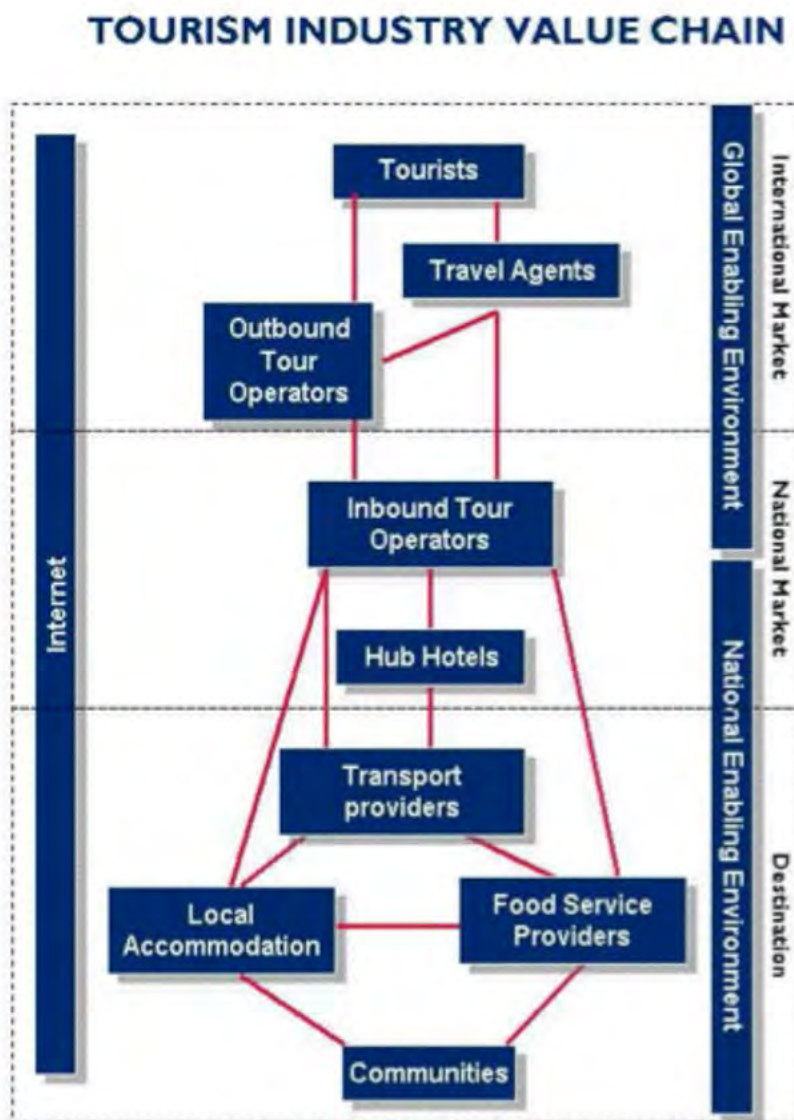 TOURISM INDUSTRY VALUE CHAIN
Tourists
Travel Agents
Outbound
Tour
Operators
Inbound Tour
Operators
Hub Hotels
Transport
providers
Local
Accommodation
Food Service
Providers
Communities
Internet
Global Enabling Environment
National Enabling Environment
International Market
National Market
Destination